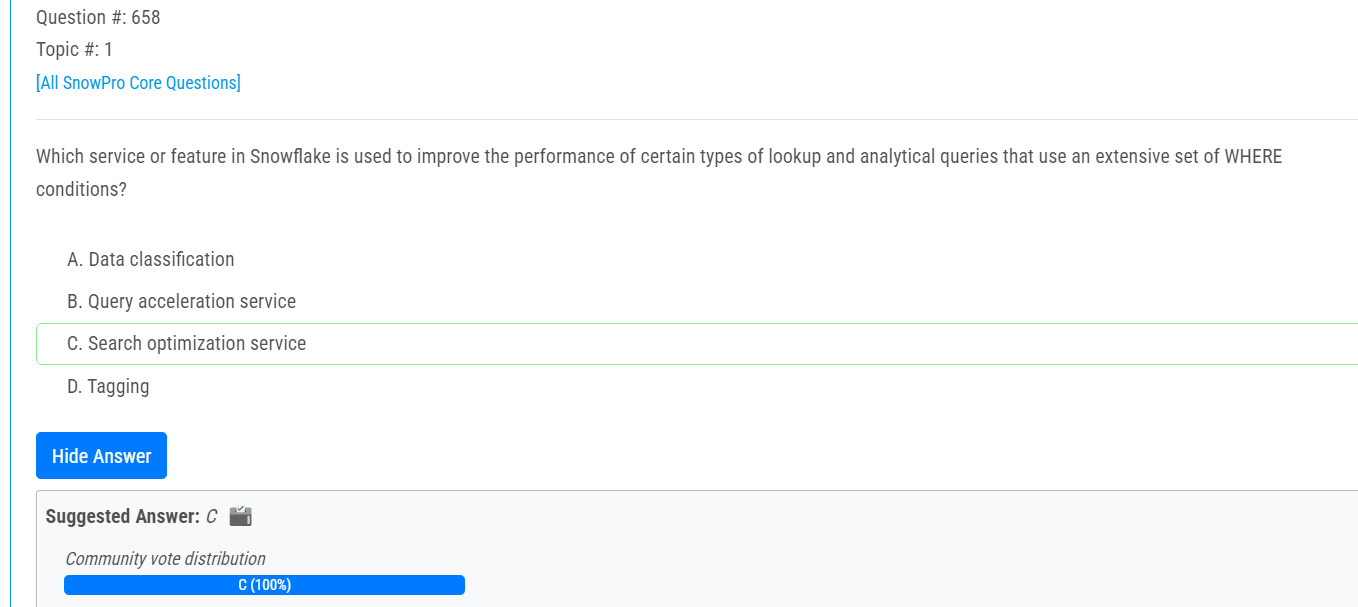 Question #: 658
Topic #: 1
[All SnowPro Core Questions]
Which service or feature in Snowflake is used to improve the performance of certain types of lookup and analytical queries that use an extensive set of WHERE
conditions?
A. Data classification
B. Query acceleration service
C. Search optimization service
D. Tagging
Hide Answer
Suggested Answer: C
Community vote distribution
C (100%)